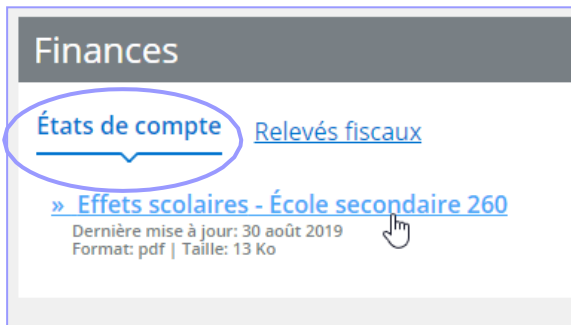 Finances
États de compte Relevés fiscaux
» Effets scolaires - École secondaire 260
Dernière mise à jour: 30 août 2019
Format: pdf | Taille: 13 Ko